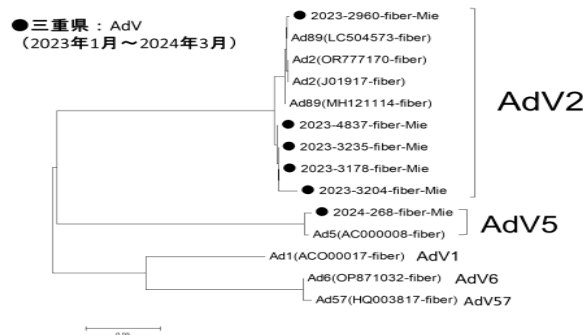 ●三重県：AdV
（2023年1月～2024年3月）
● 2023-2960-fiber-Mie
Ad89(LC504573-fiber)
Ad2(OR777170-fiber)
Ad2(J01917-fiber)
Ad89(MH121114-fiber)
AdV2
● 2023-4837-fiber-Mie
● 2023-3235-fiber-Mie
● 2023-3178-fiber-Mie
● 2023-3204-fiber-Mie
● 2024-268-fiber-Mie
Ad5(AC000008-fiber)
AdV5
Ad1(ACO00017-fiber) AdV1
Ad6(OP871032-fiber) AdV6
Ad57(HQ003817-fiber) AdV57